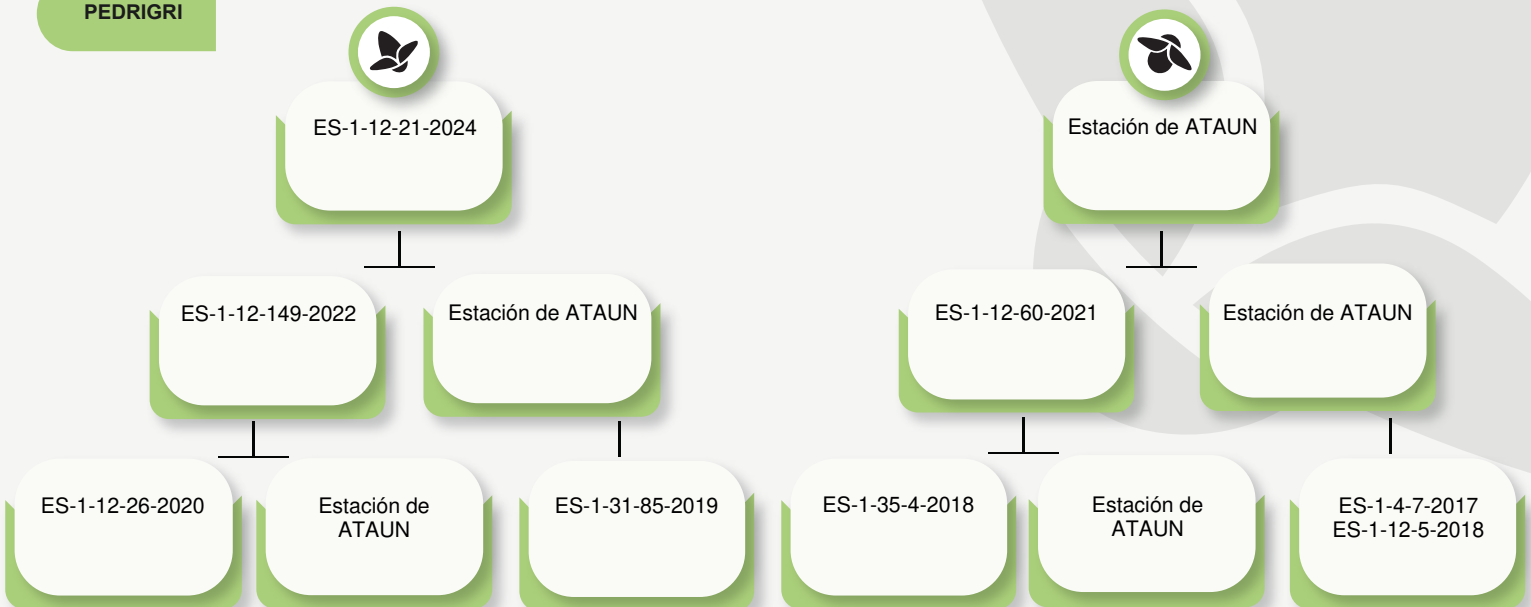 PEDRIGRI
ES-1-12-21-2024
Estación de ATAUN
ES-1-12-149-2022
Estación de ATAUN
ES-1-12-60-2021
Estación de ATAUN
ES-1-12-26-2020
Estación de
ATAUN
ES-1-31-85-2019
ES-1-35-4-2018
Estación de
ATAUN
ES-1-4-7-2017
ES-1-12-5-2018